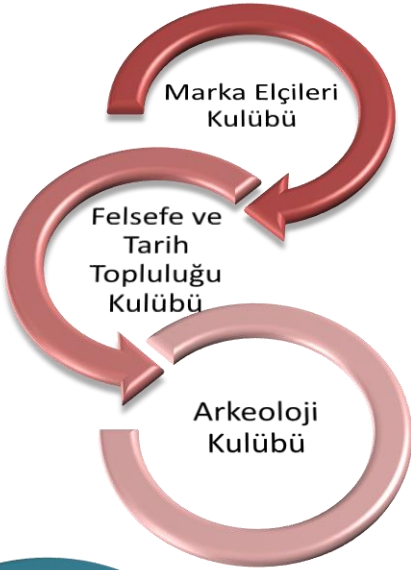 Marka Elçileri
Kulübü
Felsefe ve
Tarih
Topluluğu
Kulübü
Arkeoloji
Kulübü